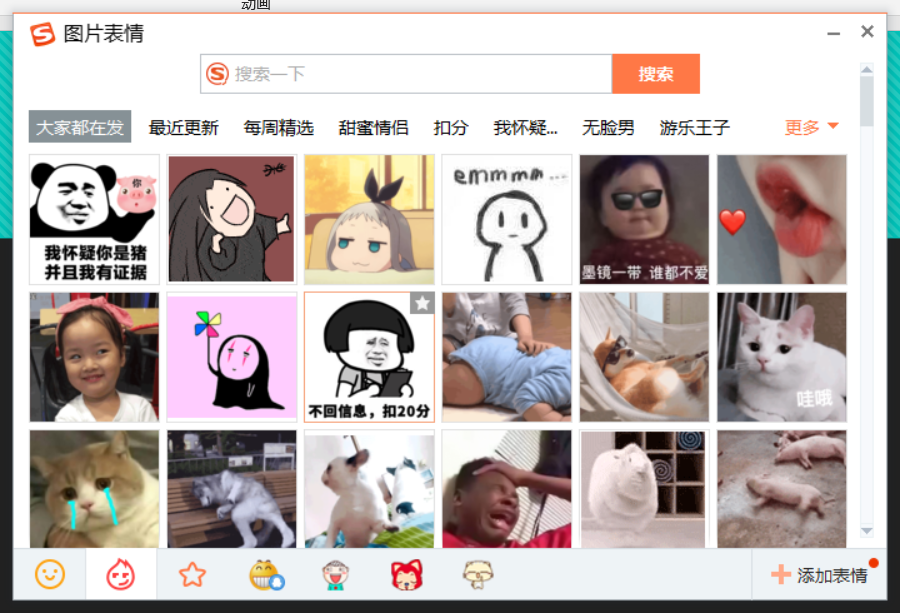 动画
图片表情
搜索一下
搜索
大家都在发 最近更新 每周精选 甜蜜情侣 扣分 我怀疑... 无脸男 游乐王子 更多
你
我怀疑你是猪
并且我有证据
emmmm...
墨镜一带 谁都不爱
不回信息，扣20分
哇哦
添加表情